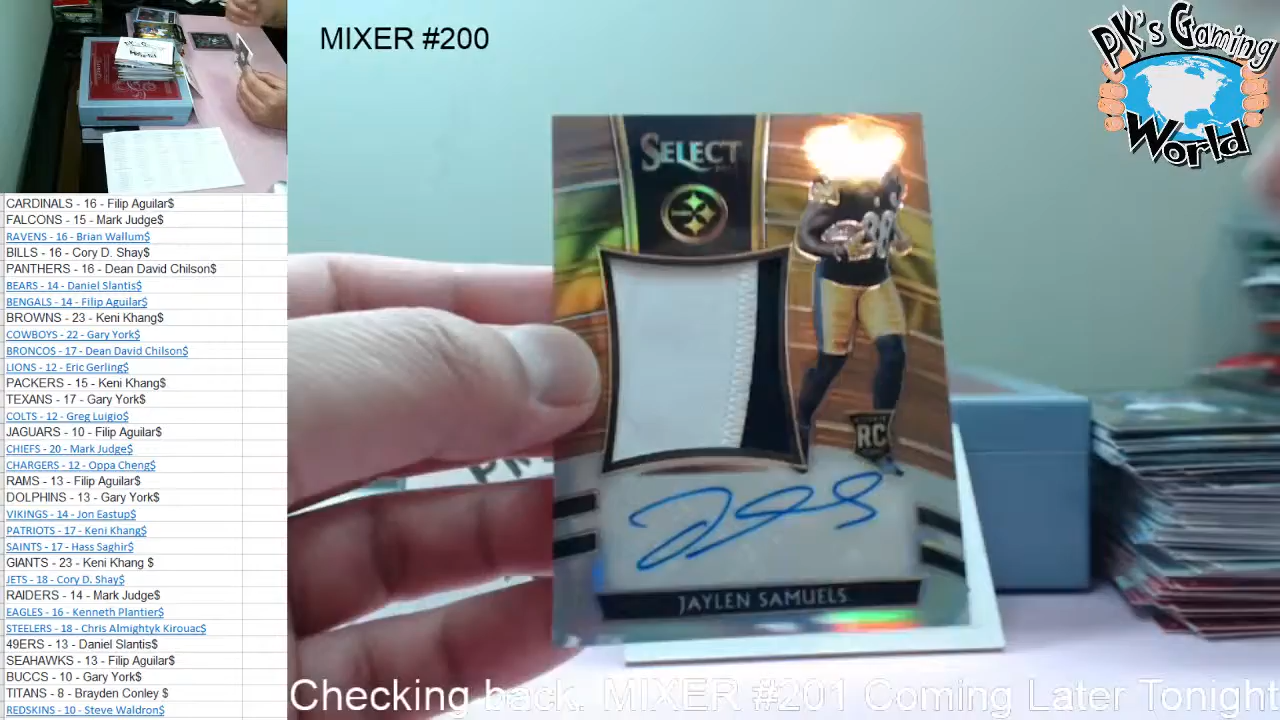 MIXER #200
PK's Gaming
World
CARDINALS - 16 - Filip Aguilar$
FALCONS - 15 - Mark Judge$
RAVENS - 16 - Brian Wallum$
BILLS - 16 - Cory D. Shay$
PANTHERS - 16 - Dean David Chilson$
BEARS - 14 - Daniel Slantis$
BENGALS - 14 - Filip Aguilar$
BROWNS - 23 - Keni Khang$
COWBOYS - 22 - Gary York$
BRONCOS - 17 - Dean David Chilson$
LIONS - 12 - Eric Gerling$
PACKERS - 15 - Keni Khang$
TEXANS - 17 - Gary York$
COLTS - 12 - Greg Luigio$
JAGUARS - 10 - Filip Aguilar$
CHIEFS - 20 - Mark Judge$
CHARGERS - 12 - Oppa Cheng$
RAMS - 13 - Filip Aguilar$
DOLPHINS - 13 - Gary York$
VIKINGS - 14 - Jon Eastup$
PATRIOTS - 17 - Keni Khang$
SAINTS - 17 - Hass Saghir$
GIANTS - 23 - Keni Khang $
JETS - 18 - Cory D. Shay$
RAIDERS - 14 - Mark Judge$
EAGLES - 16 - Kenneth Plantier$
STEELERS - 18 - Chris Almightyk Kirouac$
49ERS - 13 - Daniel Slantis$
SEAHAWKS - 13 - Filip Aguilar$
BUCCS - 10 - Gary York$
TITANS - 8 - Brayden Conley $
REDSKINS - 10 - Steve Waldron$
SELECT
RC
JAYLEN SAMUELS
Checking back. MIXER #201 Coming Later Tonight